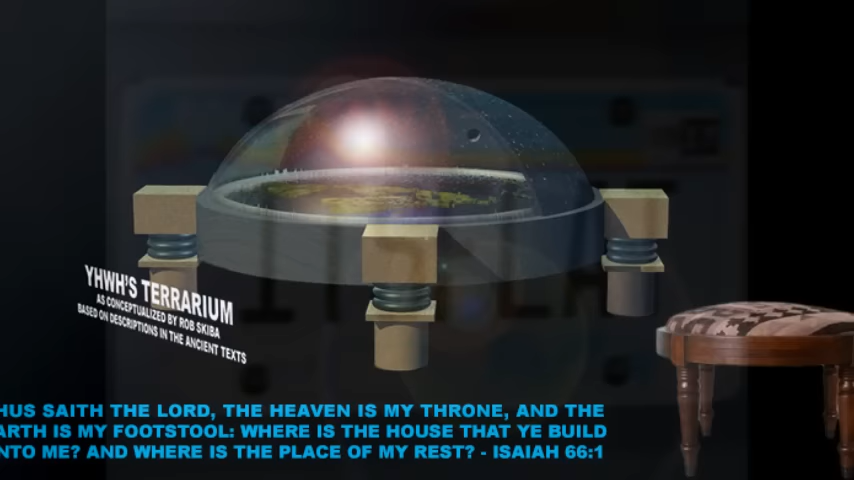 YHWH'S TERRARIUM
AS CONCEPTUALIZED BY ROB SKIBA
BASED ON DESCRIPTIONS IN THE ANCIENT TEXTS
HUS SAITH THE LORD, THE HEAVEN IS MY THRONE, AND THE
ARTH IS MY FOOTSTOOL: WHERE IS THE HOUSE THAT YE BUILD
NTO ME? AND WHERE IS THE PLACE OF MY REST? - ISAIAH 66:1